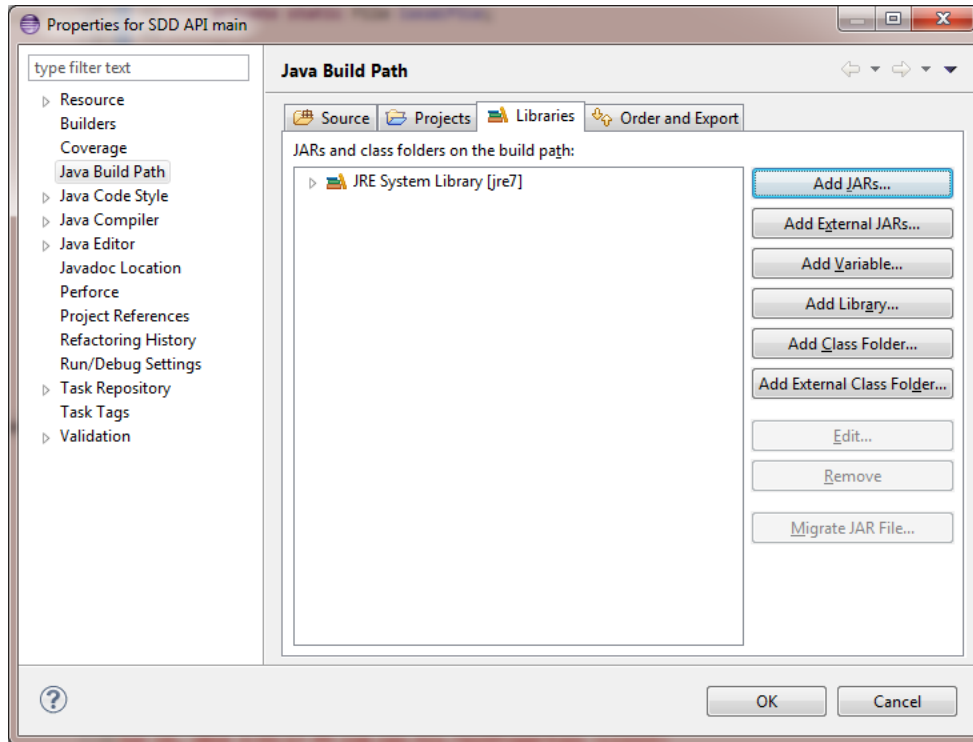 Properties for SDD API main
type filter text
Resource
Builders
Coverage
Java Build Path
Java Code Style
Java Compiler
Java Editor
Javadoc Location
Perforce
Project References
Refactoring History
Run/Debug Settings
Task Repository
Task Tags
Validation
Java Build Path
Source
Projects
Libraries
Order and Export
JARs and class folders on the build path:
JRE System Library [jre7]
Add JARs...
Add External JARs...
Add Variable...
Add Library...
Add Class Folder...
Add External Class Folder...
Edit...
Remove
Migrate JAR File...
?
OK
Cancel